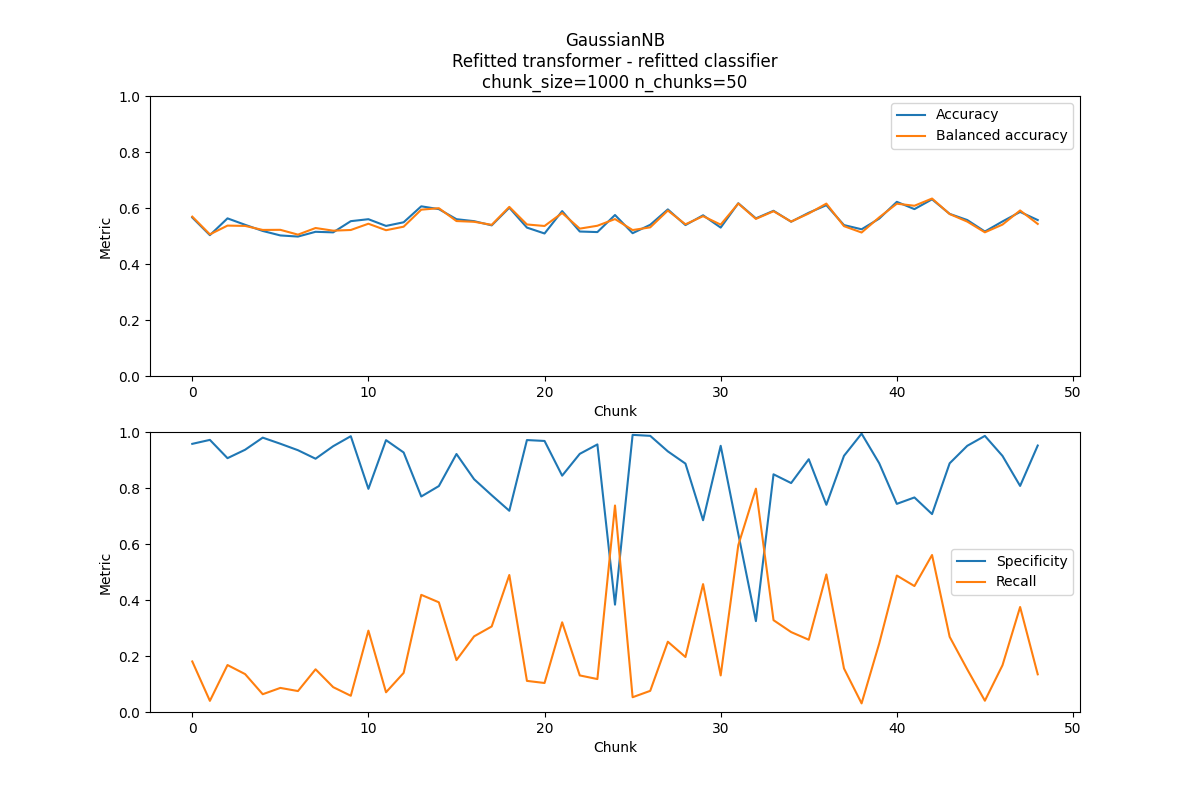 GaussianNB
Refitted transformer - refitted classifier
chunk_size=1000 n_chunks=50
1.0
0.8
0.6
0.4
0.2
0.0
Metric
Accuracy
Balanced accuracy
0 10 20 30 40 50
Chunk
1.0
0.8
0.6
0.4
0.2
0.0
Metric
Specificity
Recall
0 10 20 30 40 50
Chunk